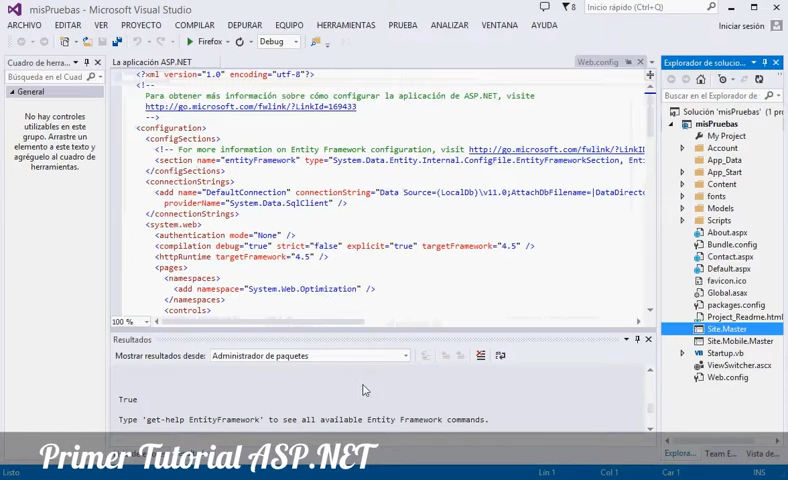 misPruebas - Microsoft Visual Studio
8
Inicio rápido (Ctrl+Q)
ARCHIVO EDITAR VER PROYECTO COMPILAR DEPURAR EQUIPO HERRAMIENTAS PRUEBA ANALIZAR VENTANA AYUDA
Iniciar sesión
Firefox Debug
Cuadro de herra...
La aplicación ASP.NET
Web.config
Explorador de solucio...
Búsqueda en el Cuad
General
No hay controles
utilizables en este
grupo. Arrastre un
elemento a este texto y
agréguelo al cuadro de
herramientas.
<?xml version="1.0" encoding="utf-8"?>
<!--
Para obtener más información sobre cómo configurar la aplicación de ASP.NET, visite
http://go.microsoft.com/fwlink/?LinkId=169433
-->
<configuration>
<configSections>
<!-- For more information on Entity Framework configuration, visit http://go.microsoft.com/fwlink/?LinkID
<section name="entityFramework" type="System.Data.Entity.Internal.ConfigFile.EntityFrameworkSection, Ent
</configSections>
<connectionStrings>
<add name="DefaultConnection" connectionString="Data Source=(LocalDb)\v11.0;AttachDbFilename=|DataDirec
providerName="System.Data.SqlClient" />
</connectionStrings>
<system.web>
<authentication mode="None" />
<compilation debug="true" strict="false" explicit="true" targetFramework="4.5" />
<httpRuntime targetFramework="4.5" />
<pages>
<namespaces>
<add namespace="System.Web.Optimization" />
</namespaces>
<controls>
100 %
Buscar en el Explorador
Solución 'misPruebas' (1 pro
misPruebas
My Project
Account
App_Data
App_Start
Content
fonts
Models
Scripts
About.aspx
Bundle.config
Contact.aspx
Default.aspx
favicon.ico
Global.asax
packages.config
Project_Readme.html
Site.Master
Site.Mobile.Master
Startup.vb
ViewSwitcher.ascx
Web.config
Explora... Team E... Vista de...
Resultados
Mostrar resultados desde: Administrador de paquetes
True
Type 'get-help EntityFramework' to see all available Entity Framework commands.
Primer Tutorial ASP.NET
Listo Lín 1 Col 1 Car 1 INS